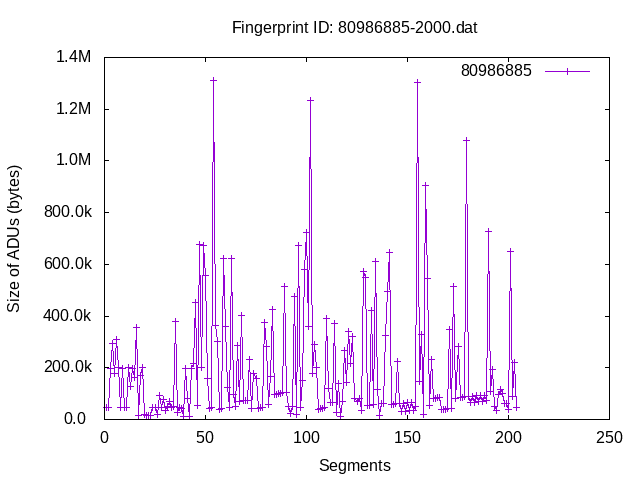 Fingerprint ID: 80986885-2000.dat
1.4M
80986885
1.2M
1.0M
800.0k
600.0k
400.0k
200.0k
0.0
Size of ADUs (bytes)
0 50 100 150 200 250
Segments